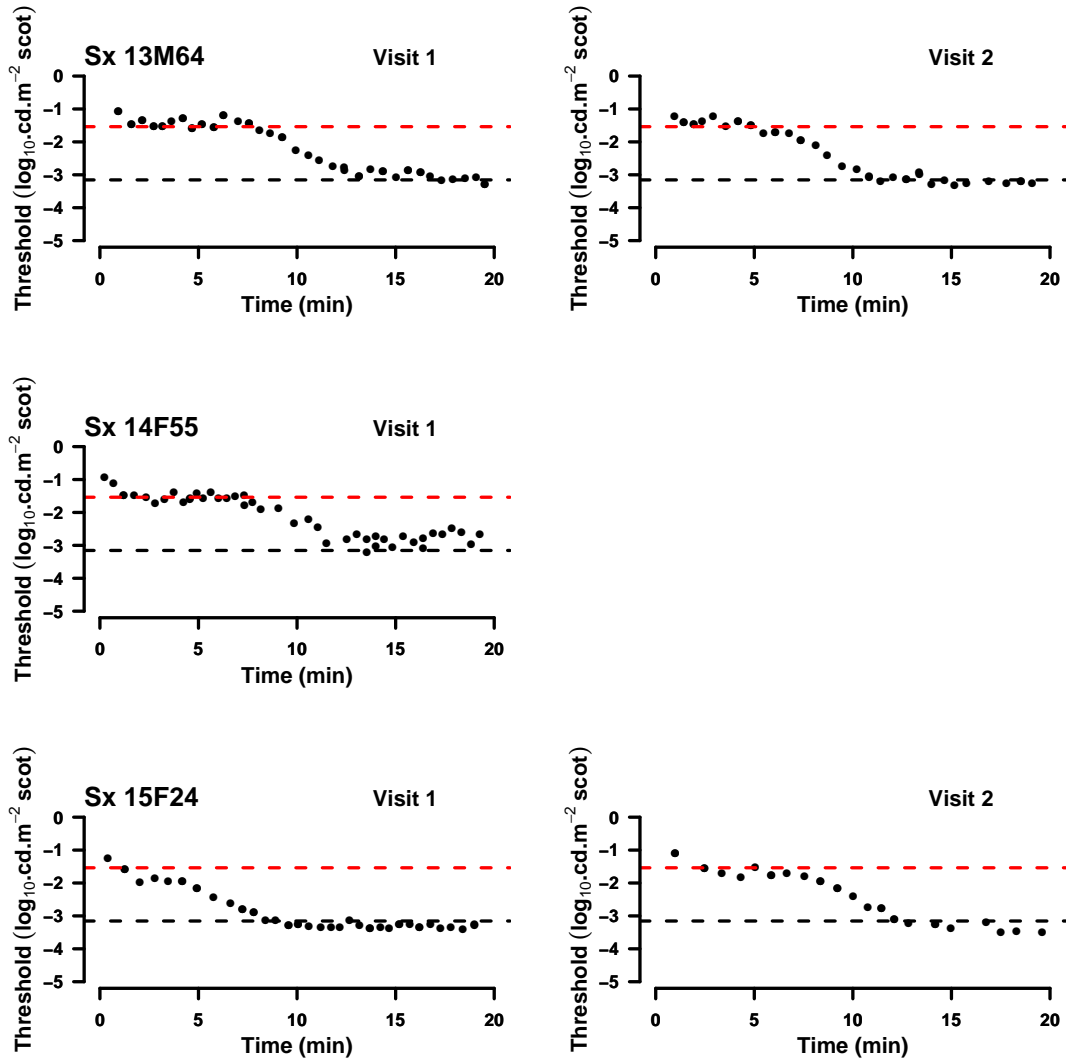 Sx 13M64
Visit 1
Threshold (log₁₀.cd.m⁻² scot)
0
−1
−2
−3
−4
−5
0 5 10 15 20
Time (min)
Visit 2
Threshold (log₁₀.cd.m⁻² scot)
0
−1
−2
−3
−4
−5
0 5 10 15 20
Time (min)
Sx 14F55
Visit 1
Threshold (log₁₀.cd.m⁻² scot)
0
−1
−2
−3
−4
−5
0 5 10 15 20
Time (min)
Sx 15F24
Visit 1
Threshold (log₁₀.cd.m⁻² scot)
0
−1
−2
−3
−4
−5
0 5 10 15 20
Time (min)
Visit 2
Threshold (log₁₀.cd.m⁻² scot)
0
−1
−2
−3
−4
−5
0 5 10 15 20
Time (min)